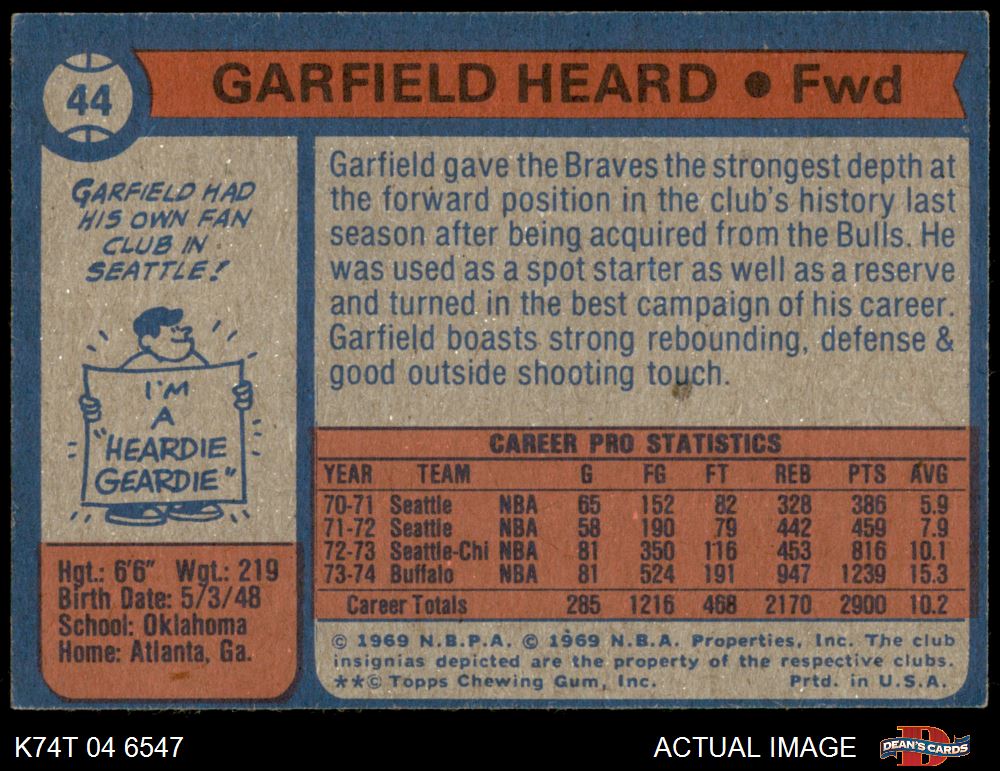 44
GARFIELD HEARD • Fwd
GARFIELD HAD
HIS OWN FAN
CLUB IN
SEATTLE!
I'M
A
"HEARDIE
GEARDIE"
Hgt.: 6'6" Wgt.: 219
Birth Date: 5/3/48
School: Oklahoma
Home: Atlanta, Ga.
Garfield gave the Braves the strongest depth at
the forward position in the club's history last
season after being acquired from the Bulls. He
was used as a spot starter as well as a reserve
and turned in the best campaign of his career.
Garfield boasts strong rebounding, defense &
good outside shooting touch.
CAREER PRO STATISTICS
YEAR TEAM G FG FT REB PTS AVG
70-71 Seattle NBA 65 152 82 328 386 5.9
71-72 Seattle NBA 58 190 79 442 459 7.9
72-73 Seattle-Chi NBA 81 350 116 453 816 10.1
73-74 Buffalo NBA 81 524 191 947 1239 15.3
Career Totals 285 1216 468 2170 2900 10.2
© 1969 N.B.P.A. © 1969 N.B.A. Properties, Inc. The club
insignias depicted are the property of the respective clubs.
**© Topps Chewing Gum, Inc. Prtd. in U.S.A.
K74T 04 6547
ACTUAL IMAGE
D
DEAN'S CARDS